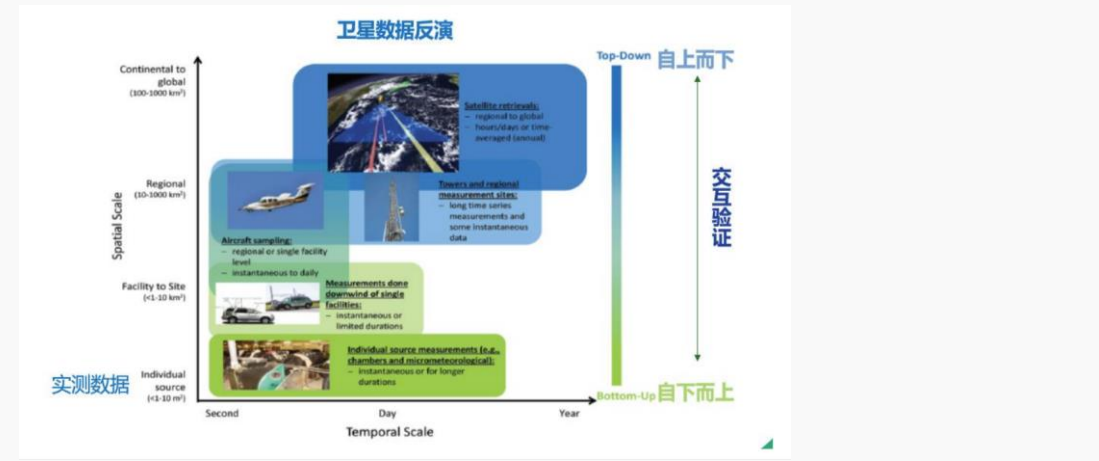 卫星数据反演
Top-Down 自上而下
Continental to
global
(100-1000 km²)
Satellite retrievals:
– regional to global
– hours/days or time-
averaged (annual)
Regional
(10-1000 km²)
Towers and regional
measurement sites:
– long time series
measurements and
some instantaneous
data
交互验证
Spatial Scale
Aircraft sampling:
– regional or single facility
level
– instantaneous to daily
Facility to Site
(<1-10 km²)
Measurements done
downwind of single
facilities:
– instantaneous or
limited durations
Individual source measurements (e.g.,
chambers and micrometeorological):
– instantaneous or for longer
durations
实测数据
Individual
source
(<1-10 m²)
Bottom-Up 自下而上
Second
Day
Year
Temporal Scale